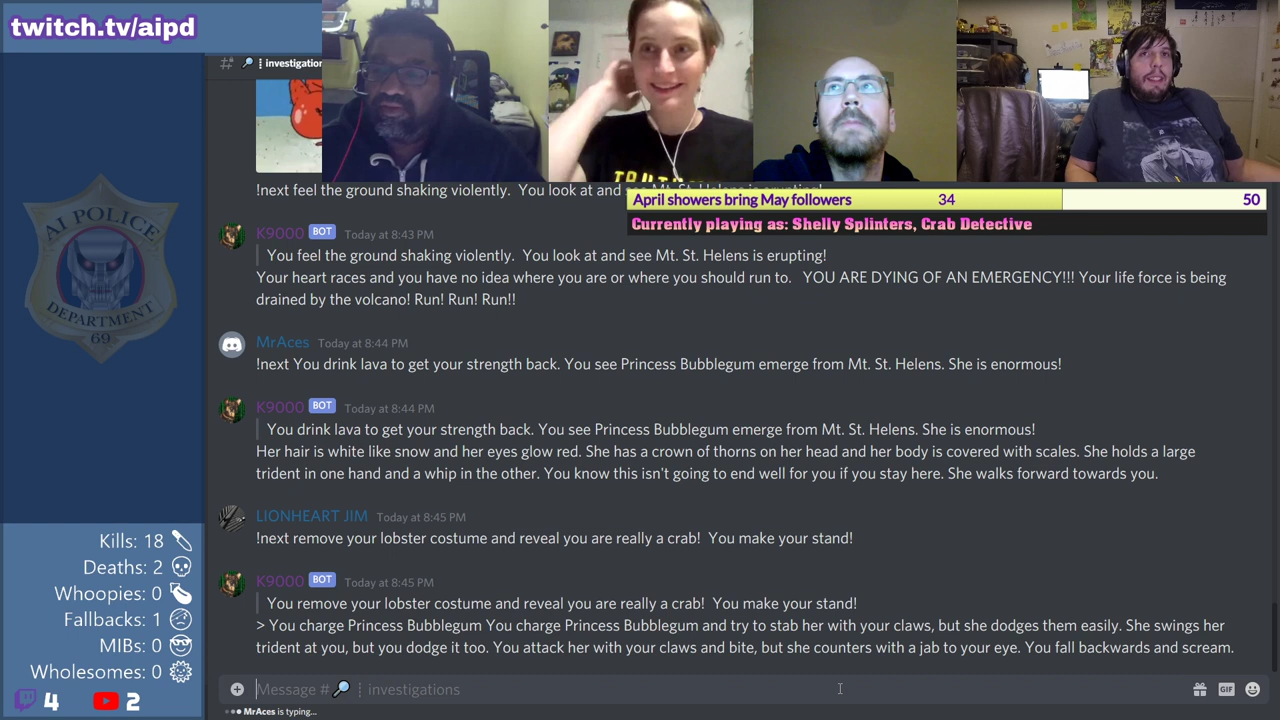 twitch.tv/aipd
# 🔎 ⁝ investigation
!next feel the ground shaking violently. You look at and see Mt. St. Helens is erupting!
April showers bring May followers 34 50
Currently playing as: Shelly Splinters, Crab Detective
K9000 BOT Today at 8:43 PM
You feel the ground shaking violently. You look at and see Mt. St. Helens is erupting!
Your heart races and you have no idea where you are or where you should run to. YOU ARE DYING OF AN EMERGENCY!!! Your life force is being
drained by the volcano! Run! Run! Run!!
MrAces Today at 8:44 PM
!next You drink lava to get your strength back. You see Princess Bubblegum emerge from Mt. St. Helens. She is enormous!
K9000 BOT Today at 8:44 PM
You drink lava to get your strength back. You see Princess Bubblegum emerge from Mt. St. Helens. She is enormous!
Her hair is white like snow and her eyes glow red. She has a crown of thorns on her head and her body is covered with scales. She holds a large
trident in one hand and a whip in the other. You know this isn't going to end well for you if you stay here. She walks forward towards you.
LIONHEART JIM Today at 8:45 PM
!next remove your lobster costume and reveal you are really a crab! You make your stand!
K9000 BOT Today at 8:45 PM
You remove your lobster costume and reveal you are really a crab! You make your stand!
> You charge Princess Bubblegum You charge Princess Bubblegum and try to stab her with your claws, but she dodges them easily. She swings her
trident at you, but you dodge it too. You attack her with your claws and bite, but she counters with a jab to your eye. You fall backwards and scream.
Message # 🔎 ⁝ investigations
GIF
MrAces is typing...
AI POLICE
DEPARTMENT
69
Kills: 18
Deaths: 2
Whoopies: 0
Fallbacks: 1
MIBs: 0
Wholesomes: 0
4 2